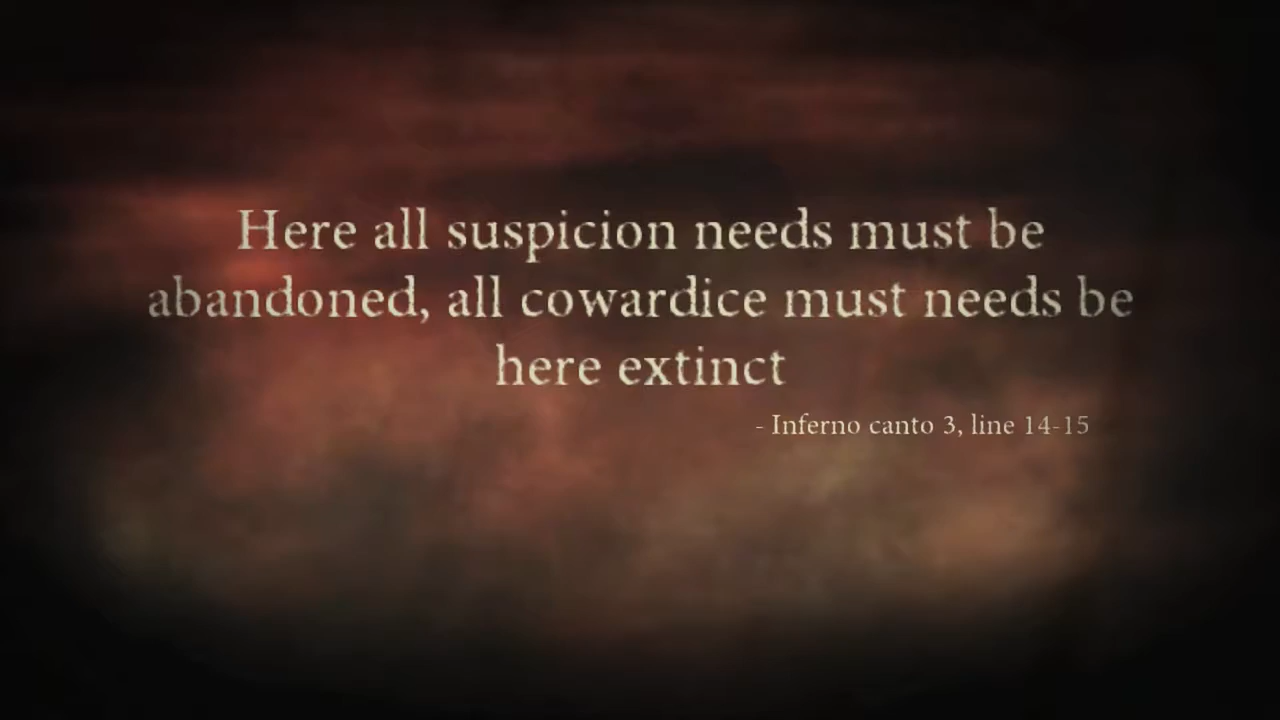 Here all suspicion needs must be
abandoned, all cowardice must needs be
here extinct
- Inferno canto 3, line 14-15